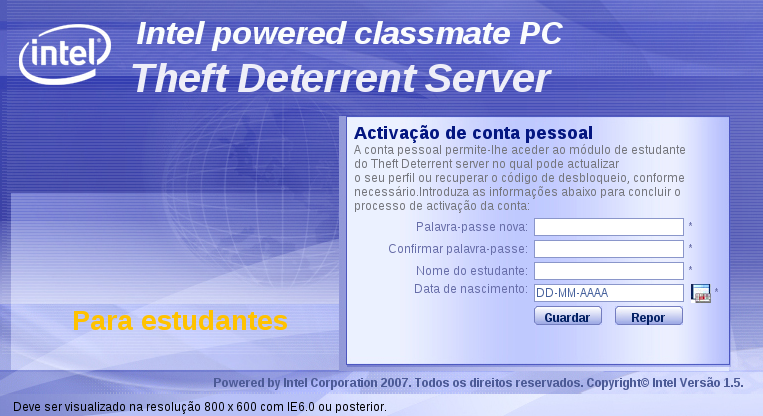 intel
Intel powered classmate PC
Theft Deterrent Server
Activação de conta pessoal
A conta pessoal permite-lhe aceder ao módulo de estudante
do Theft Deterrent server no qual pode actualizar
o seu perfil ou recuperar o código de desbloqueio, conforme
necessário.Introduza as informações abaixo para concluir o
processo de activação da conta:
Palavra-passe nova: *
Confirmar palavra-passe: *
Nome do estudante: *
Data de nascimento: DD-MM-AAAA *
Guardar Repor
Para estudantes
Powered by Intel Corporation 2007. Todos os direitos reservados. Copyright© Intel Versão 1.5.
Deve ser visualizado na resolução 800 x 600 com IE6.0 ou posterior.